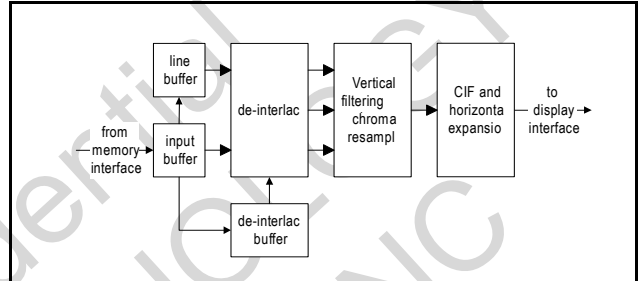 line
buffer
from
memory
interface
input
buffer
de-interlac
de-interlac
buffer
Vertical
filtering
chroma
resampl
CIF and
horizonta
expansio
to
display
interface